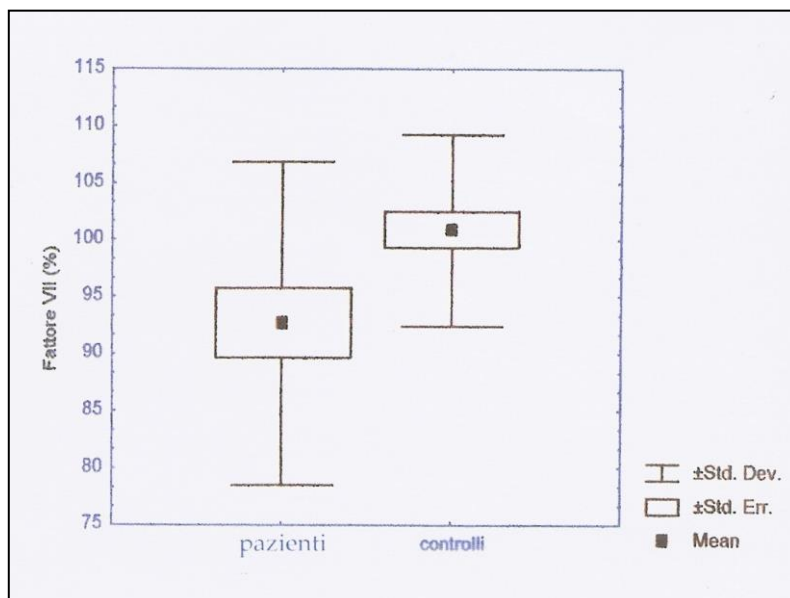 115
110
105
100
95
90
85
80
75
Fattore VII (%)
pazienti
controlli
±Std. Dev.
±Std. Err.
Mean